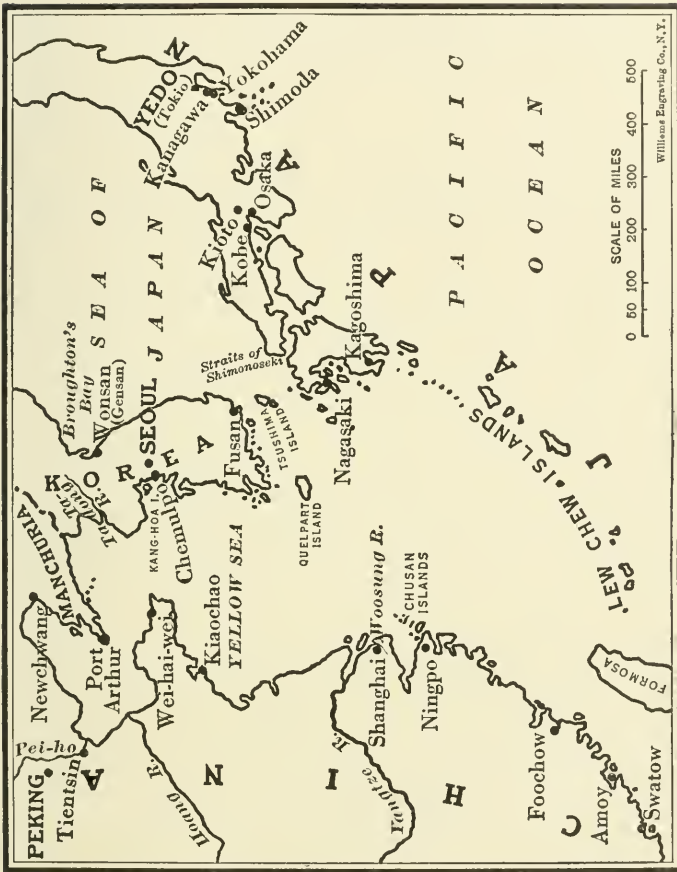 PEKING
Pei-ho
Tientsin
Newchwang
MANCHURIA
Port
Arthur
Hoang R.
Wei-hai-wei
Kiaochao
YELLOW SEA
CHINA
Yangtze R.
Shanghai
Woosung R.
CHUSAN
ISLANDS
Ningpo
Foochow
Amoy
Swatow
FORMOSA
KOREA
Ta-
Tadong R.
Broughton's
Bay
Wonsan
(Gensan)
SEOUL
KANG-HOA I.
Chemulpo
Fusan
TSUSHIMA
ISLAND
QUELPART
ISLAND
SEA OF
JAPAN
Straits of
Shimonoseki
Nagasaki
Kagoshima
Kioto
Kobe
Osaka
YEDO
(Tokio)
Kanagawa
Yokohama
Shimoda
JAPAN
LEW CHEW ISLANDS
PACIFIC
OCEAN
SCALE OF MILES
0 50 100 200 300 400 500
Williams Engraving Co., N.Y.